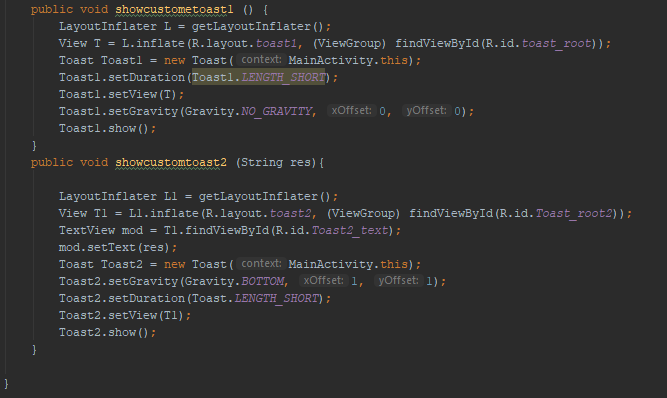 public void showcustometoast1 () {
LayoutInflater L = getLayoutInflater();
View T = L.inflate(R.layout.toast1, (ViewGroup) findViewById(R.id.toast_root));
Toast Toast1 = new Toast( context: MainActivity.this);
Toast1.setDuration(Toast1.LENGTH_SHORT);
Toast1.setView(T);
Toast1.setGravity(Gravity.NO_GRAVITY, xOffset: 0, yOffset: 0);
Toast1.show();
}
public void showcustomtoast2 (String res){
LayoutInflater L1 = getLayoutInflater();
View T1 = L1.inflate(R.layout.toast2, (ViewGroup) findViewById(R.id.Toast_root2));
TextView mod = T1.findViewById(R.id.Toast2_text);
mod.setText(res);
Toast Toast2 = new Toast( context: MainActivity.this);
Toast2.setGravity(Gravity.BOTTOM, xOffset: 1, yOffset: 1);
Toast2.setDuration(Toast.LENGTH_SHORT);
Toast2.setView(T1);
Toast2.show();
}
}